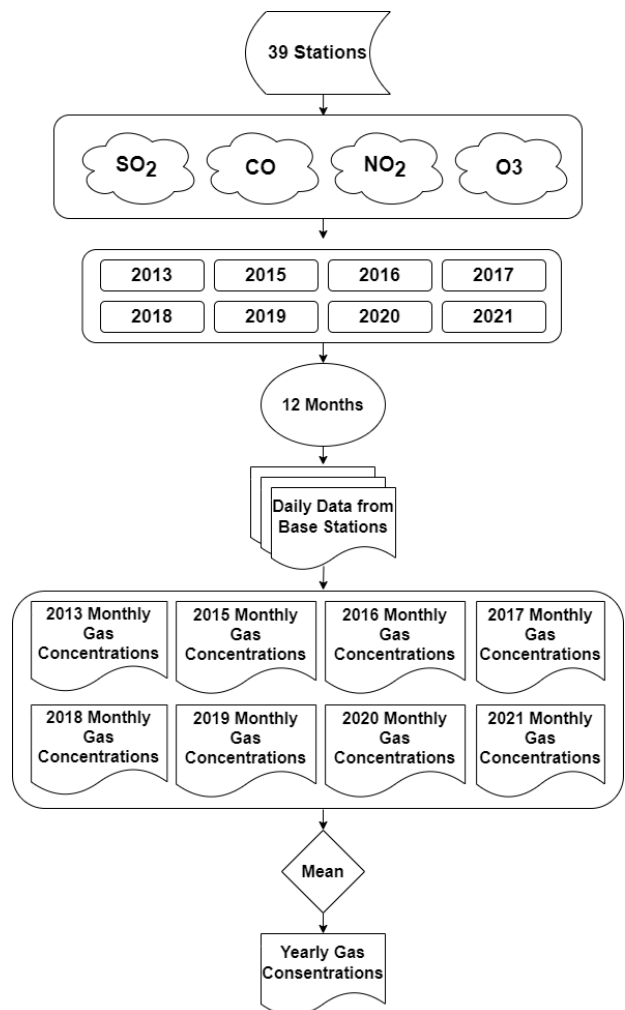 39 Stations
SO2 CO NO2 O3
2013 2015 2016 2017
2018 2019 2020 2021
12 Months
Daily Data from
Base Stations
2013 Monthly
Gas
Concentrations
2015 Monthly
Gas
Concentrations
2016 Monthly
Gas
Concentrations
2017 Monthly
Gas
Concentrations
2018 Monthly
Gas
Concentrations
2019 Monthly
Gas
Concentrations
2020 Monthly
Gas
Concentrations
2021 Monthly
Gas
Concentrations
Mean
Yearly Gas
Consentrations